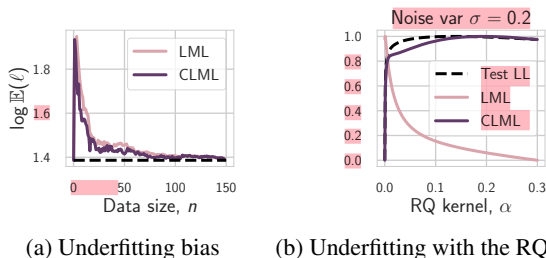 Noise var σ = 0.2
log 𝔼(ℓ)
1.8
1.6
1.4
LML
CLML
0 50 100 150
Data size, n
1.0
0.8
0.6
0.4
0.2
0.0
Test LL
LML
CLML
0.0 0.1 0.2 0.3
RQ kernel, α
(a) Underfitting bias (b) Underfitting with the RQ